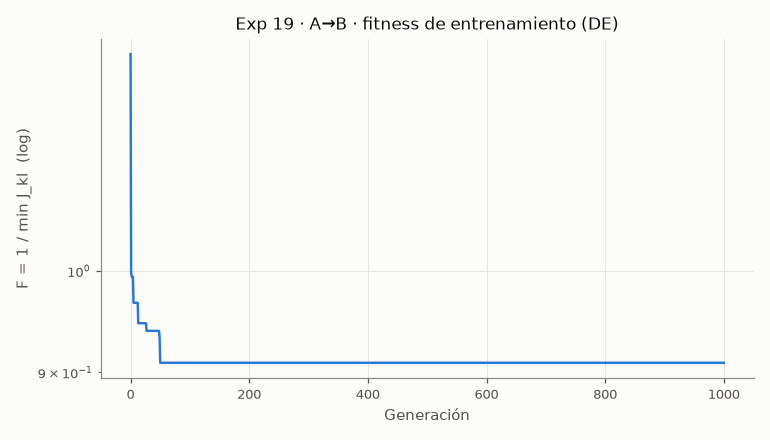 Exp 19 · A→B · fitness de entrenamiento (DE)
F = 1 / min J_kl (log)
10⁰
9 × 10⁻¹
0 200 400 600 800 1000
Generación